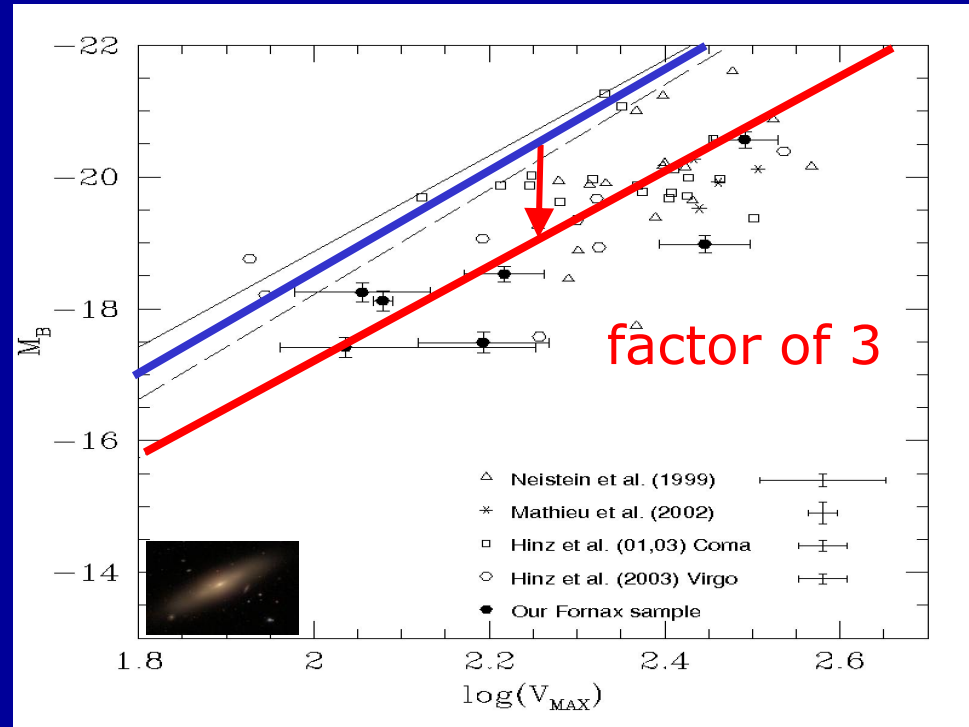 −22
−20
−18
−16
−14
M_B
1.8 2 2.2 2.4 2.6
log(V_MAX)
factor of 3
Neistein et al. (1999)
Mathieu et al. (2002)
Hinz et al. (01,03) Coma
Hinz et al. (2003) Virgo
Our Fornax sample